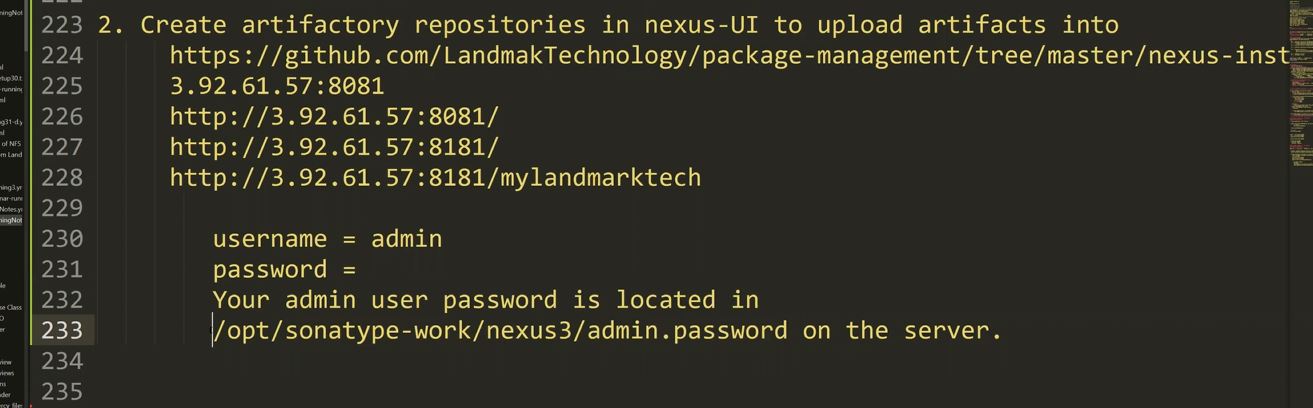 223 2. Create artifactory repositories in nexus-UI to upload artifacts into
224 https://github.com/LandmakTechnology/package-management/tree/master/nexus-inst
225 3.92.61.57:8081
226 http://3.92.61.57:8081/
227 http://3.92.61.57:8181/
228 http://3.92.61.57:8181/mylandmarktech
229
230 username = admin
231 password =
232 Your admin user password is located in
233 /opt/sonatype-work/nexus3/admin.password on the server.
234
235